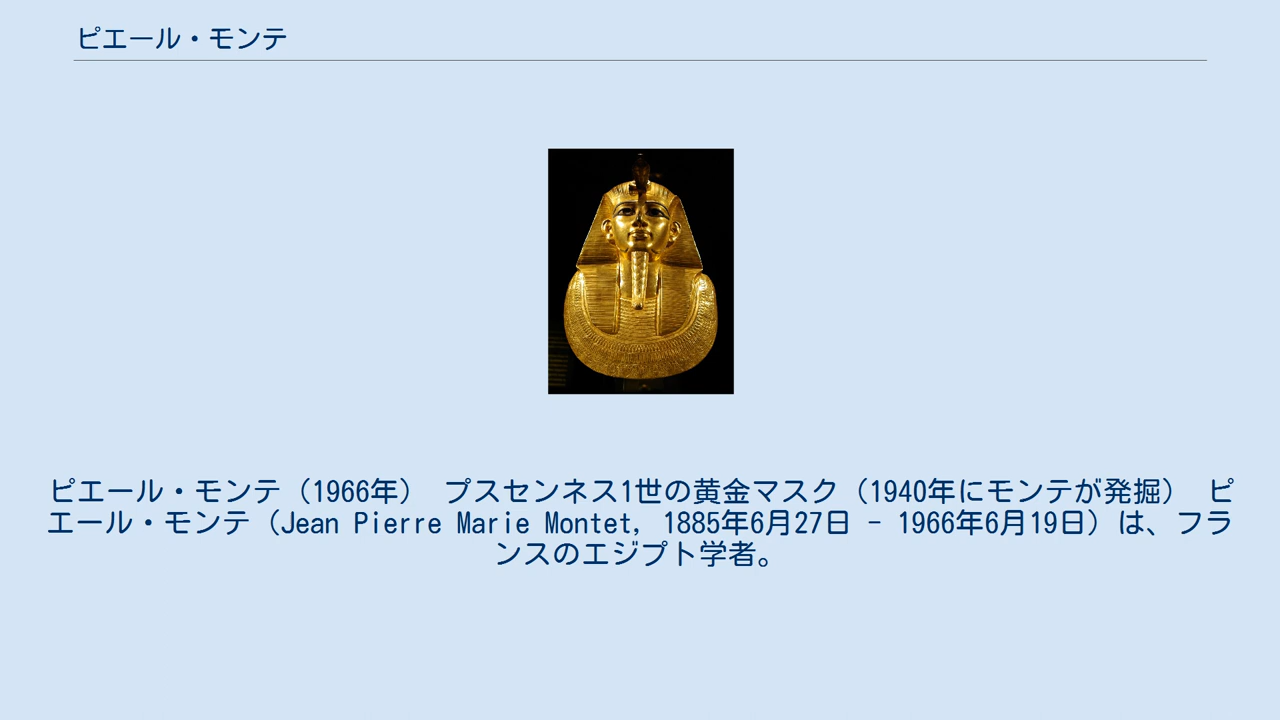 ピエール・モンテ
ピエール・モンテ（1966年） プスセンネス1世の黄金マスク（1940年にモンテが発掘） ピ
エール・モンテ（Jean Pierre Marie Montet, 1885年6月27日 - 1966年6月19日）は、フラ
ンスのエジプト学者。